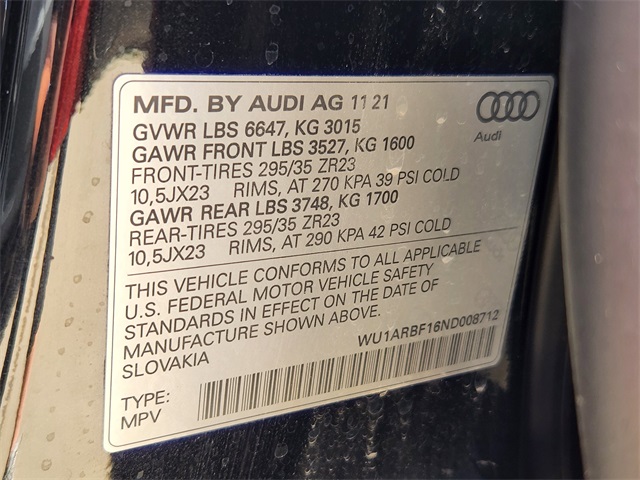 MFD. BY AUDI AG 11 21
GVWR LBS 6647, KG 3015
GAWR FRONT LBS 3527, KG 1600
FRONT-TIRES 295/35 ZR23
10,5JX23 RIMS, AT 270 KPA 39 PSI COLD
GAWR REAR LBS 3748, KG 1700
REAR-TIRES 295/35 ZR23
10,5JX23 RIMS, AT 290 KPA 42 PSI COLD
Audi
THIS VEHICLE CONFORMS TO ALL APPLICABLE
U.S. FEDERAL MOTOR VEHICLE SAFETY
STANDARDS IN EFFECT ON THE DATE OF
MANUFACTURE SHOWN ABOVE.
SLOVAKIA
WU1ARBF16ND008712
TYPE:
MPV